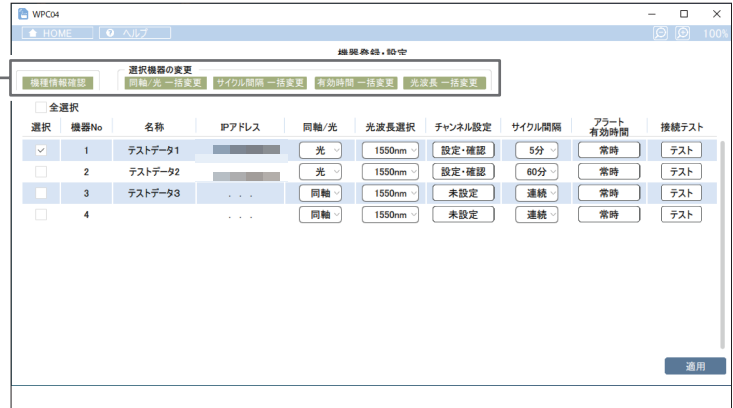 WPC04
HOME ヘルプ 100%
機器登録・設定
選択機器の変更
機種情報確認 同軸/光 一括変更 サイクル間隔 一括変更 有効時間 一括変更 光波長 一括変更
全選択
選択 機器No 名称 IPアドレス 同軸/光 光波長選択 チャンネル設定 サイクル間隔 アラート有効時間 接続テスト
1 テストデータ1 光 1550nm 設定・確認 5分 常時 テスト
2 テストデータ2 光 1550nm 設定・確認 60分 常時 テスト
3 テストデータ3 . . . 同軸 1550nm 未設定 連続 常時 テスト
4 . . . 同軸 1550nm 未設定 連続 常時 テスト
適用